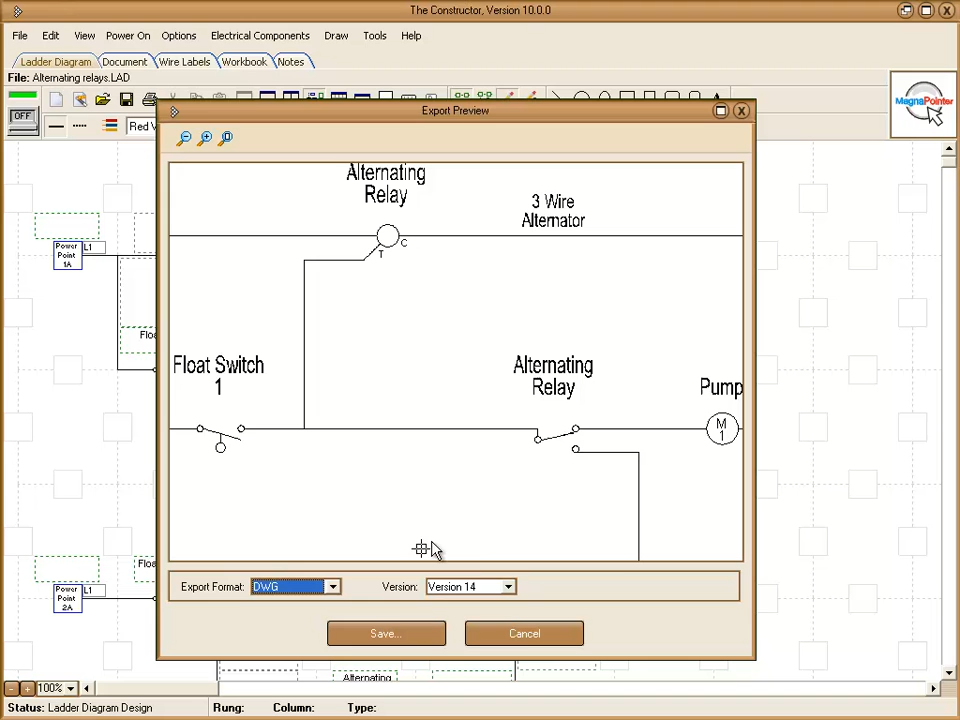 The Constructor, Version 10.0.0
File Edit View Power On Options Electrical Components Draw Tools Help
Ladder Diagram Document Wire Labels Workbook Notes
File: Alternating relays.LAD
OFF
Red
MagnaPointer
Export Preview
Alternating
Relay
3 Wire
Alternator
C
T
Power
Point
1A
L1
Float Switch
1
Alternating
Relay
Pump
M
1
Power
Point
2A
L1
Export Format: DWG Version: Version 14
Save... Cancel
Alternating
100%
Status: Ladder Diagram Design Rung: Column: Type: